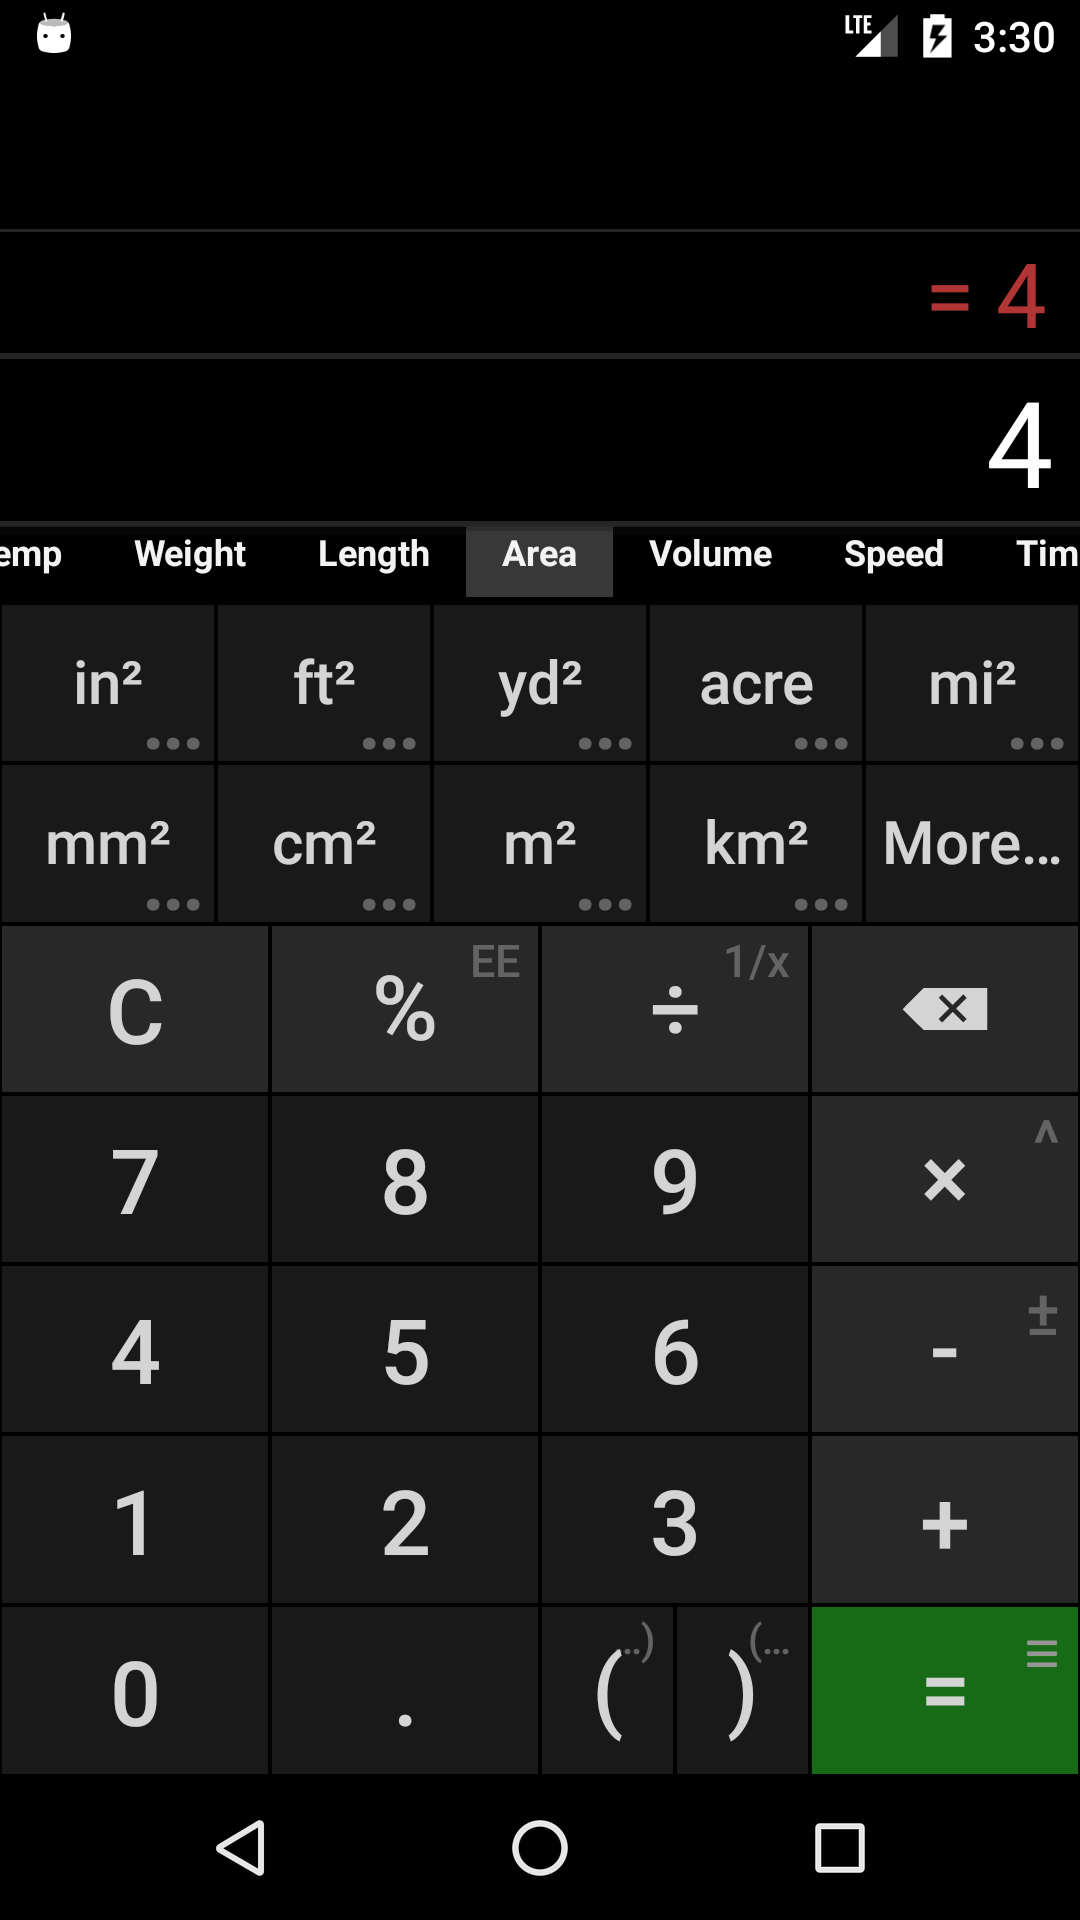 LTE 3:30
= 4
4
emp Weight Length Area Volume Speed Tim
in² ft² yd² acre mi²
mm² cm² m² km² More...
C % EE ÷ 1/x
7 8 9 × ^
4 5 6 - ±
1 2 3 +
0 . ( ..) ) (... =